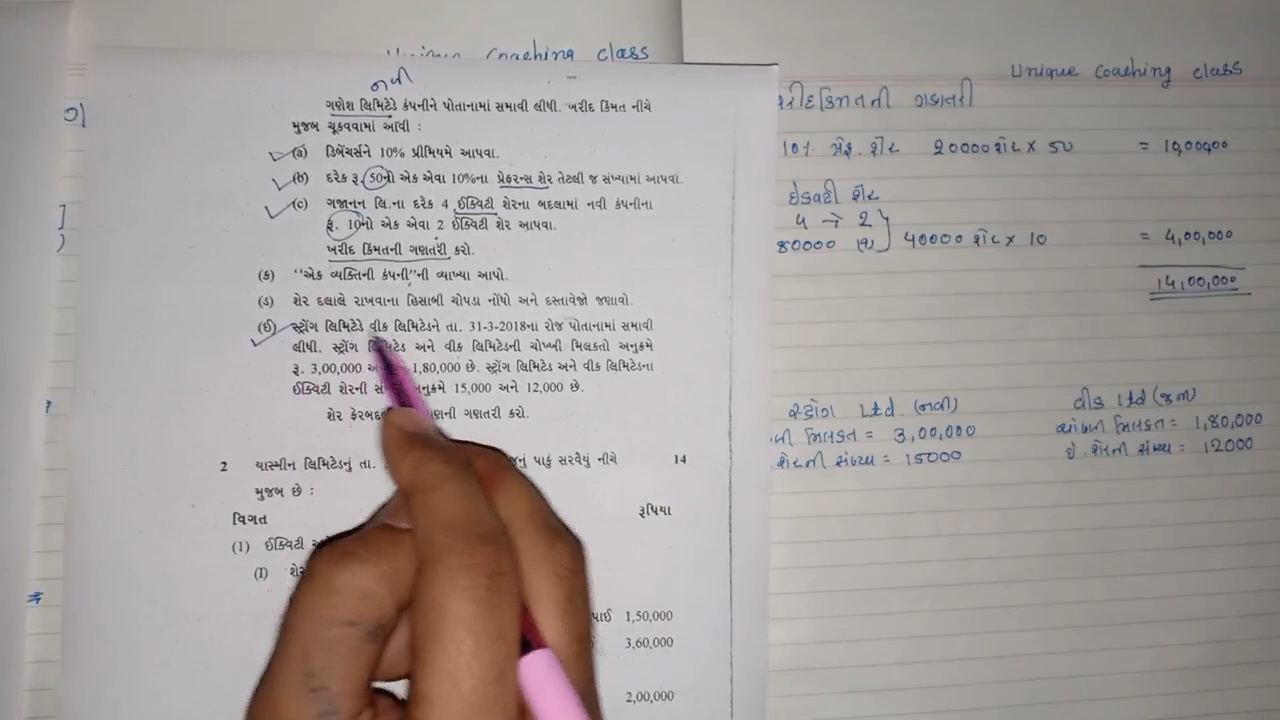 Coaching class
નવી
ગણેશ લિમિટેડે કંપનીને પોતાનામાં સમાવી લીધી. ખરીદ કિંમત નીચે
મુજબ ચૂકવવામાં આવી :
(a) ડિબેંચર્સને 10% પ્રીમિયમે આપવા.
(b) દરેક રૂ. 50નો એક એવા 10%ના પ્રેફરન્સ શેર તેટલી જ સંખ્યામાં આપવા.
(c) ગજાનન લિ.ના દરેક 4 ઈક્વિટી શેરના બદલામાં નવી કંપનીના
રૂ. 10નો એક એવા 2 ઈક્વિટી શેર આપવા.
ખરીદ કિંમતની ગણતરી કરો.
(ક) "એક વ્યક્તિની કંપની"ની વ્યાખ્યા આપો.
(ડ) શેર દલાલે રાખવાના હિસાબી ચોપડા નોંધો અને દસ્તાવેજો જણાવો.
(ઈ) સ્ટ્રોંગ લિમિટેડે વીક લિમિટેડને તા. 31-3-2018ના રોજ પોતાનામાં સમાવી
લીધી. સ્ટ્રોંગ લિમિટેડ અને વીક લિમિટેડની ચોખ્ખી મિલકતો અનુક્રમે
રૂ. 3,00,000 1,80,000 છે. સ્ટ્રોંગ લિમિટેડ અને વીક લિમિટેડના
ઈક્વિટી શેરની અનુક્રમે 15,000 અને 12,000 છે.
શેર ફેરબદલી ગણતરી કરો.
2 યાસ્મીન લિમિટેડનું તા. પાકું સરવૈયું નીચે 14
મુજબ છે :
વિગત રૂપિયા
(1) ઈક્વિટી
(I)
1,50,000
3,60,000
2,00,000
Unique coaching class
ખરીદકિંમતની ગણતરી
10% પ્રેફ. શેર 20000 શેર × 50 = 10,00,000
ઇક્વિટી શેર
4 → 2
80000 (?) 40000 શેર × 10 = 4,00,000
14,00,000
સ્ટ્રોંગ Ltd (નવી)
મિલકત = 3,00,000
શેરની સંખ્યા = 15000
વીક Ltd (જુની)
ચોખ્ખી મિલકત = 1,80,000
ઇ. શેરની સંખ્યા = 12000